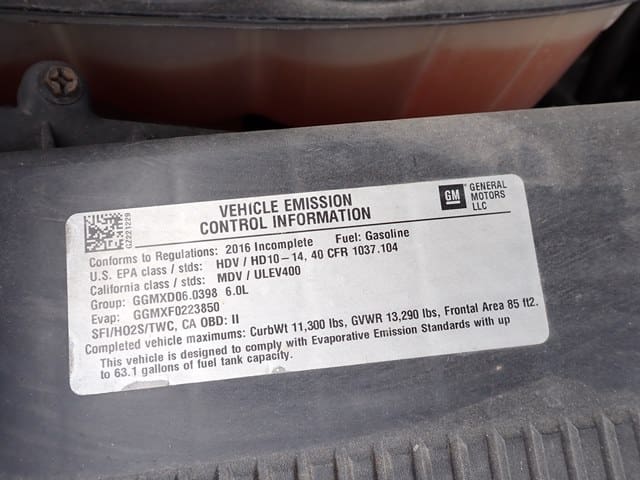 VEHICLE EMISSION
CONTROL INFORMATION
GM
GENERAL
MOTORS
LLC
GZ221229
Conforms to Regulations: 2016 Incomplete Fuel: Gasoline
U.S. EPA class / stds: HDV / HD10-14, 40 CFR 1037.104
California class / stds: MDV / ULEV400
Group: GGMXD06.0398 6.0L
Evap: GGMXF0223850
SFI/HO2S/TWC, CA OBD: II
Completed vehicle maximums: CurbWt 11,300 lbs, GVWR 13,290 lbs, Frontal Area 85 ft2.
This vehicle is designed to comply with Evaporative Emission Standards with up
to 63.1 gallons of fuel tank capacity.